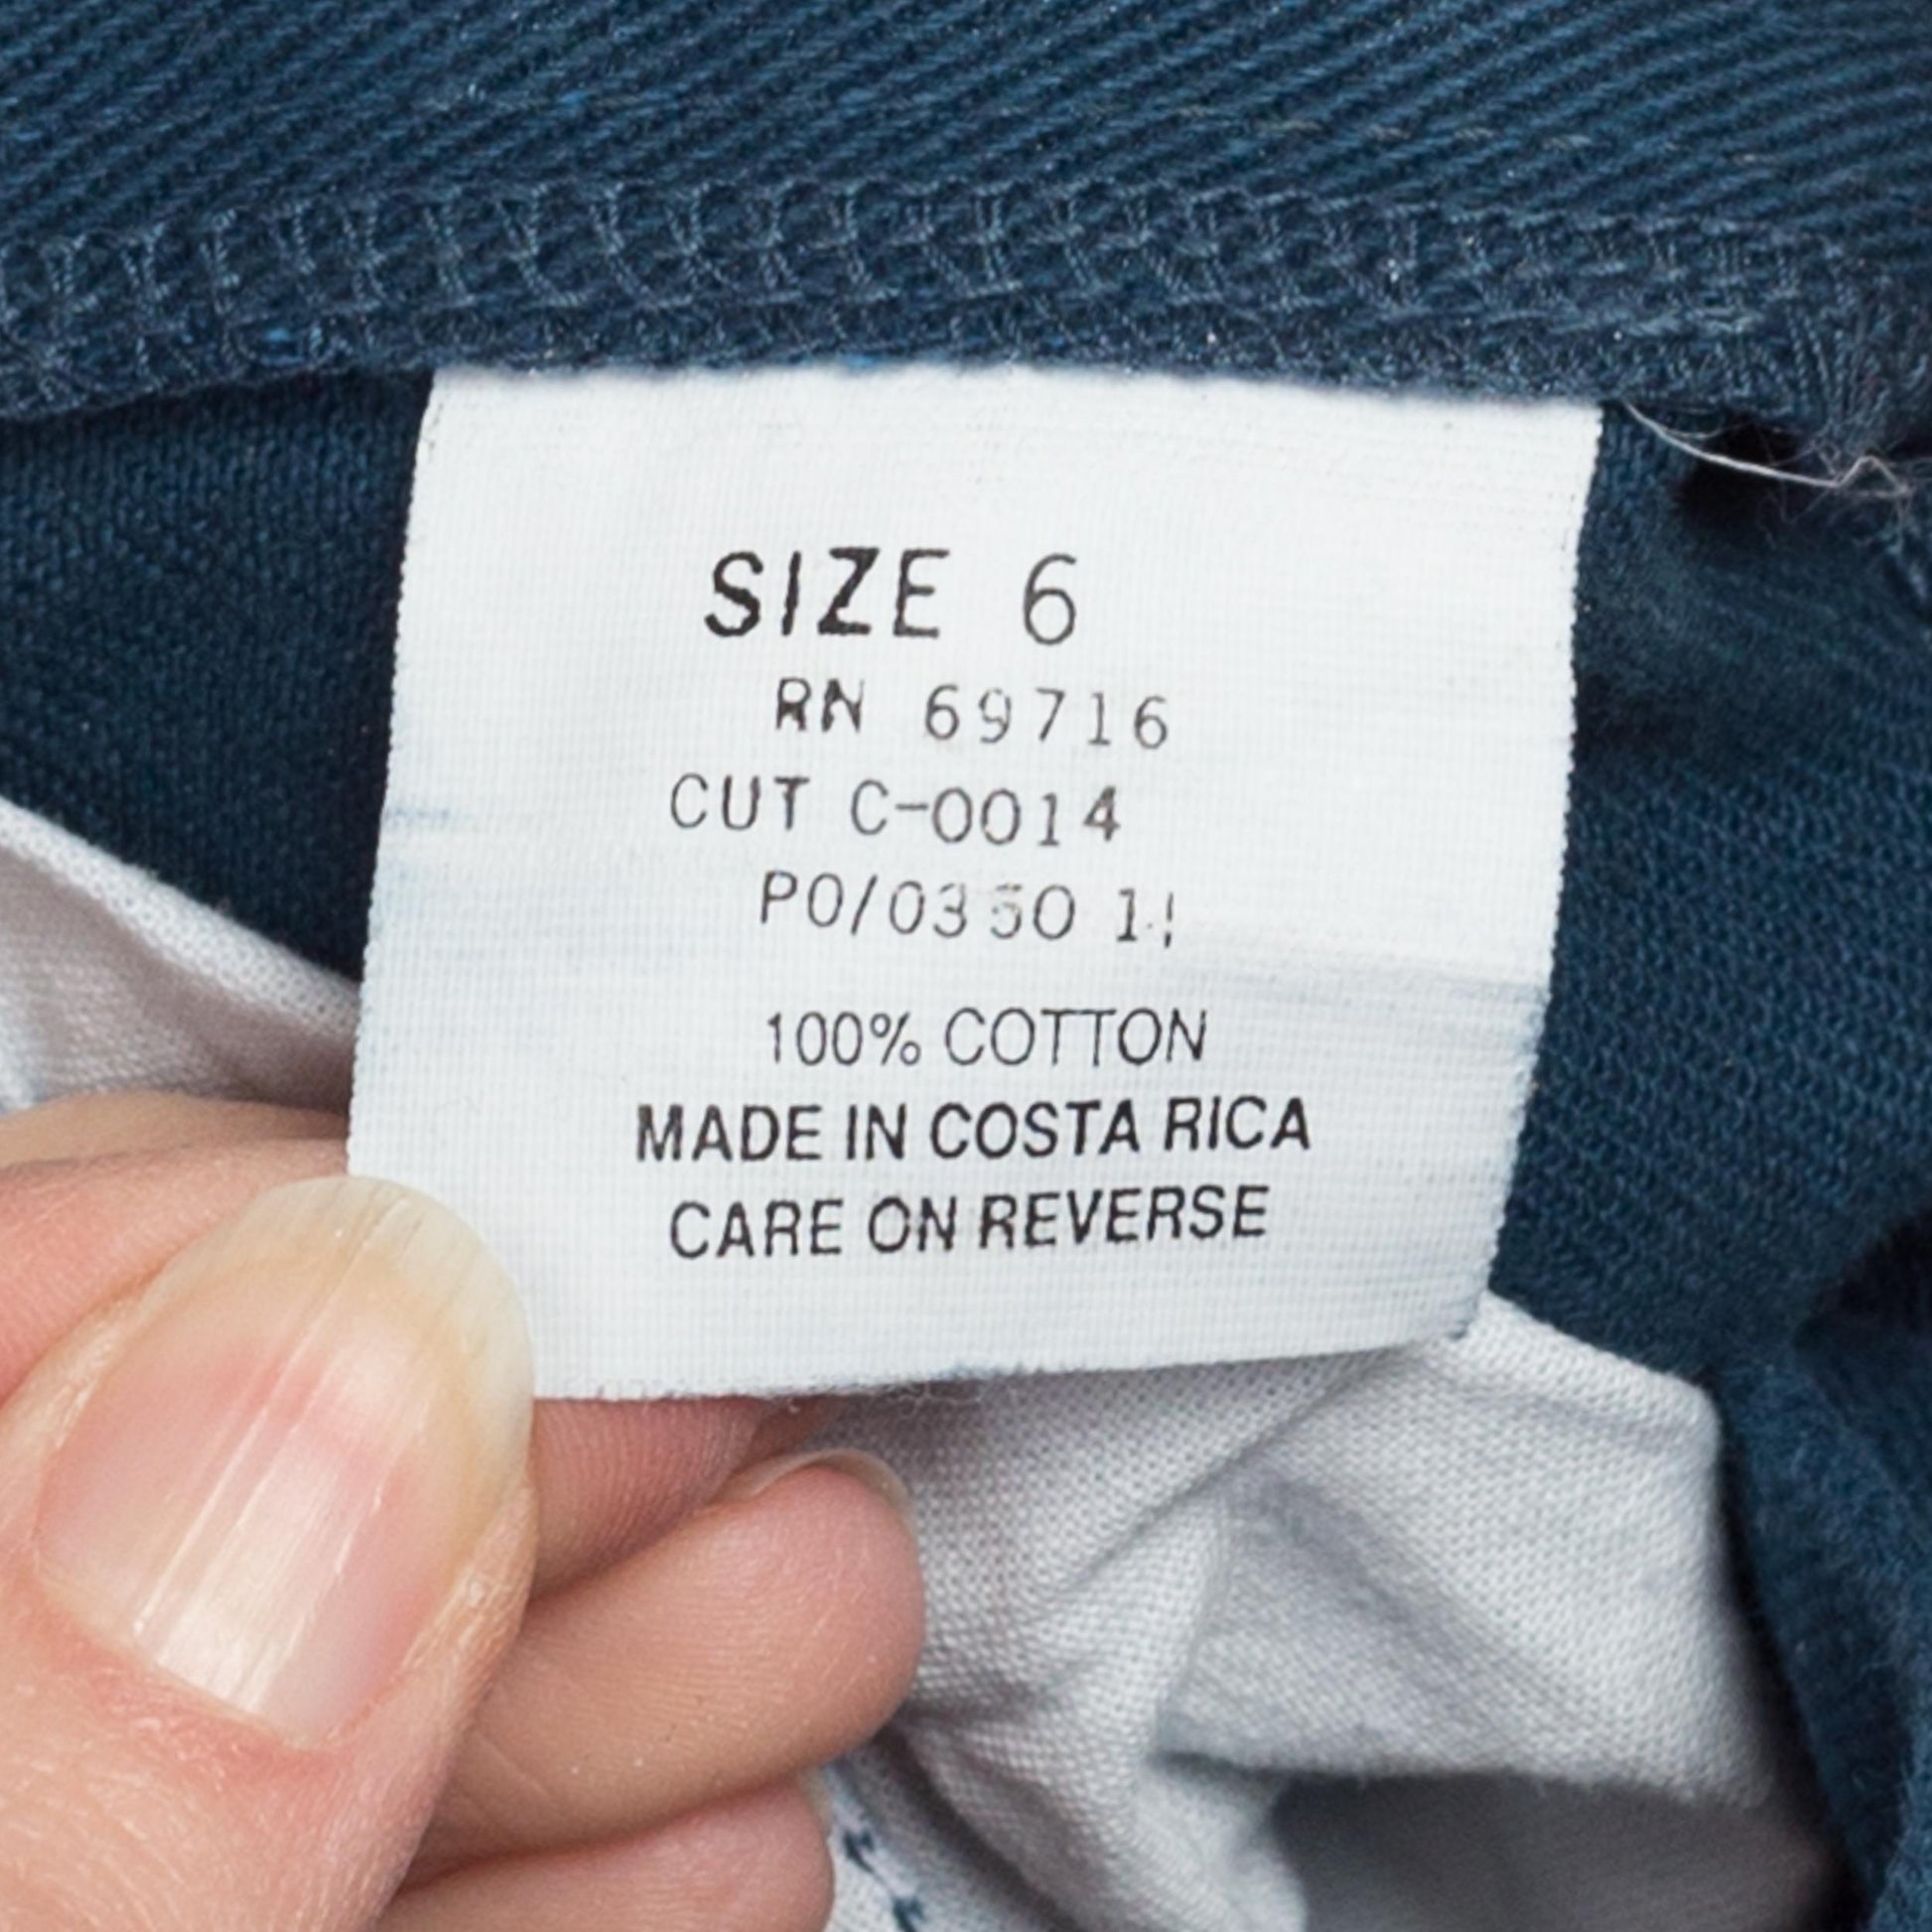 SIZE 6
RN 69716
CUT C-0014
100% COTTON
MADE IN COSTA RICA
CARE ON REVERSE